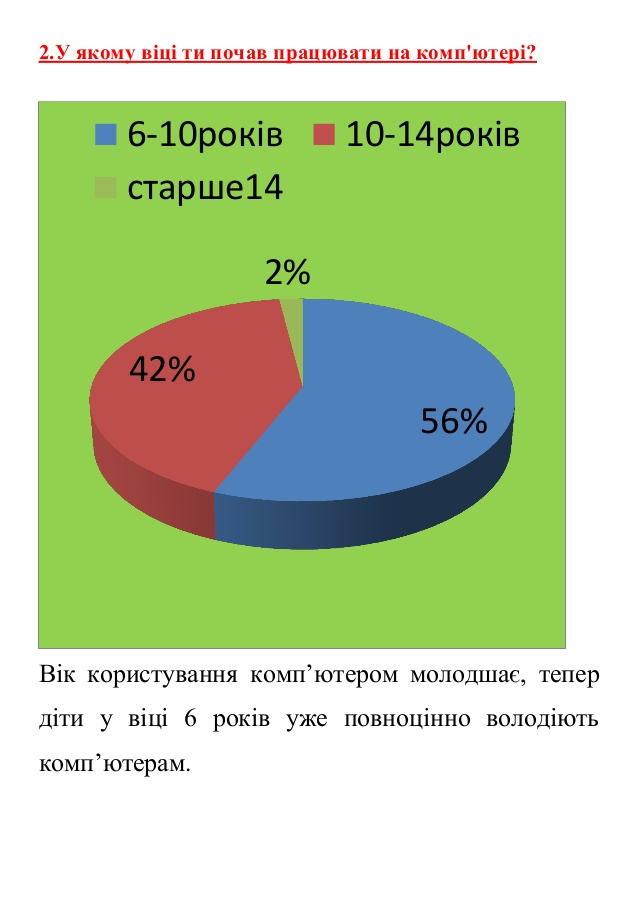 2.У якому віці ти почав працювати на комп'ютері?
6-10років 10-14років
старше14
2%
42%
56%
Вік користування комп’ютером молодшає, тепер
діти у віці 6 років уже повноцінно володіють
комп’ютерам.